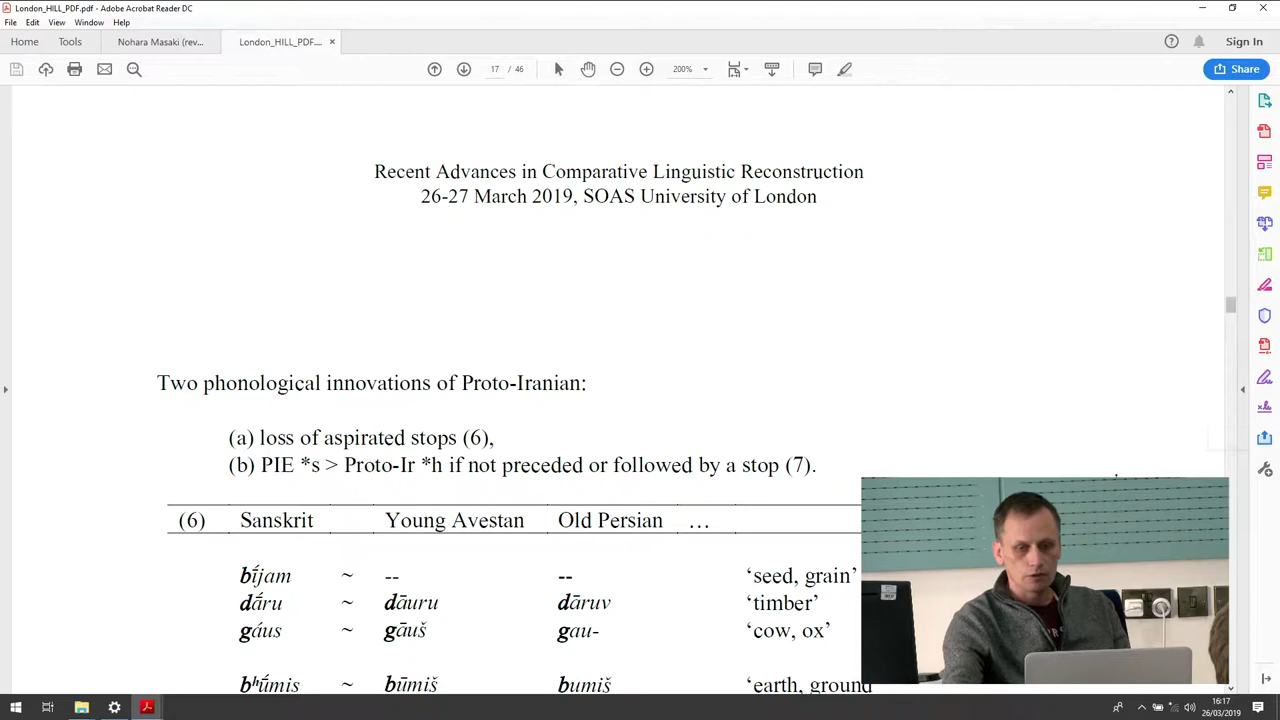 London_HILL_PDF.pdf - Adobe Acrobat Reader DC
File Edit View Window Help
Home Tools Nohara Masaki (rev... London_HILL_PDF.... × Sign In
17 / 46 200% Share
Recent Advances in Comparative Linguistic Reconstruction
26-27 March 2019, SOAS University of London
Two phonological innovations of Proto-Iranian:
(a) loss of aspirated stops (6),
(b) PIE *s > Proto-Ir *h if not preceded or followed by a stop (7).
(6) Sanskrit Young Avestan Old Persian …
bī́jam ~ -- -- ‘seed, grain’
dā́ru ~ dāuru dāruv ‘timber’
gáus ~ gāuš gau- ‘cow, ox’
bʰū́mis ~ būmiš bumiš ‘earth, ground
16:17
26/03/2019